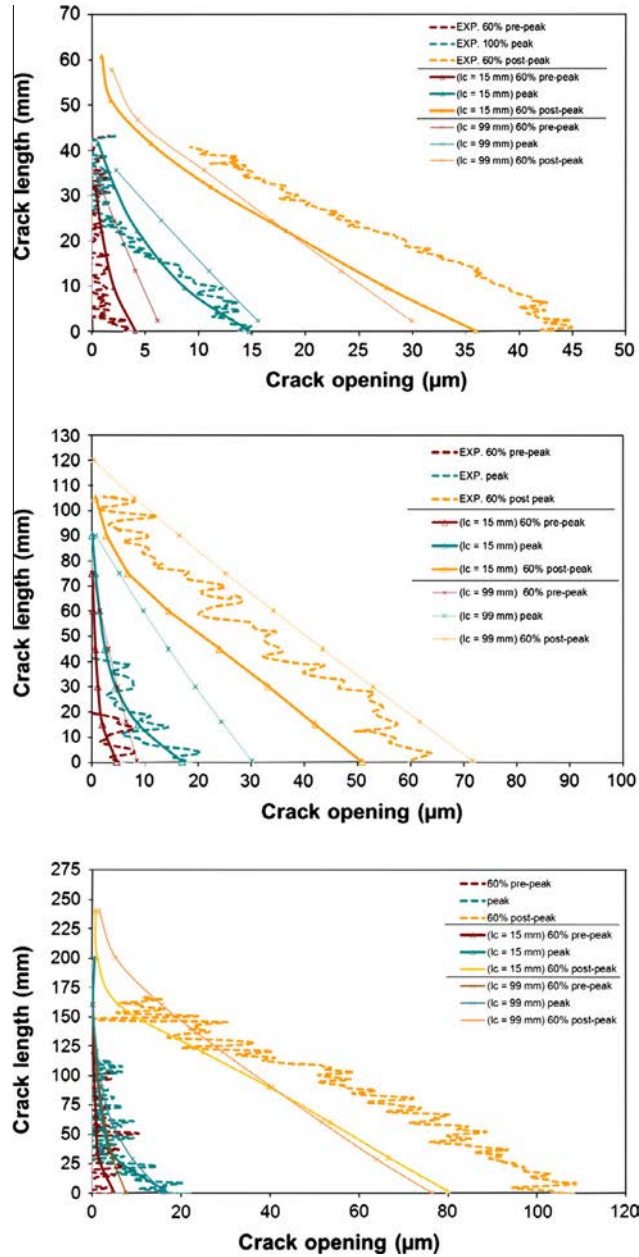 70
60
50
40
30
20
10
0
Crack length (mm)
EXP. 60% pre-peak
EXP. 100% peak
EXP. 60% post-peak
(lc = 15 mm) 60% pre-peak
(lc = 15 mm) peak
(lc = 15 mm) 60% post-peak
(lc = 99 mm) 60% pre-peak
(lc = 99 mm) peak
(lc = 99 mm) 60% post-peak
0 5 10 15 20 25 30 35 40 45 50
Crack opening (µm)
130
120
110
100
90
80
70
60
50
40
30
20
10
0
Crack length (mm)
EXP. 60% pre-peak
EXP. peak
EXP. 60% post peak
(lc = 15 mm) 60% pre-peak
(lc = 15 mm) peak
(lc = 15 mm) 60% post-peak
(lc = 99 mm) 60% pre-peak
(lc = 99 mm) peak
(lc = 99 mm) 60% post-peak
0 10 20 30 40 50 60 70 80 90 100
Crack opening (µm)
275
250
225
200
175
150
125
100
75
50
25
0
Crack length (mm)
60% pre-peak
peak
60% post-peak
(lc = 15 mm) 60% pre-peak
(lc = 15 mm) peak
(lc = 15 mm) 60% post-peak
(lc = 99 mm) 60% pre-peak
(lc = 99 mm) peak
(lc = 99 mm) 60% post-peak
0 20 40 60 80 100 120
Crack opening (µm)